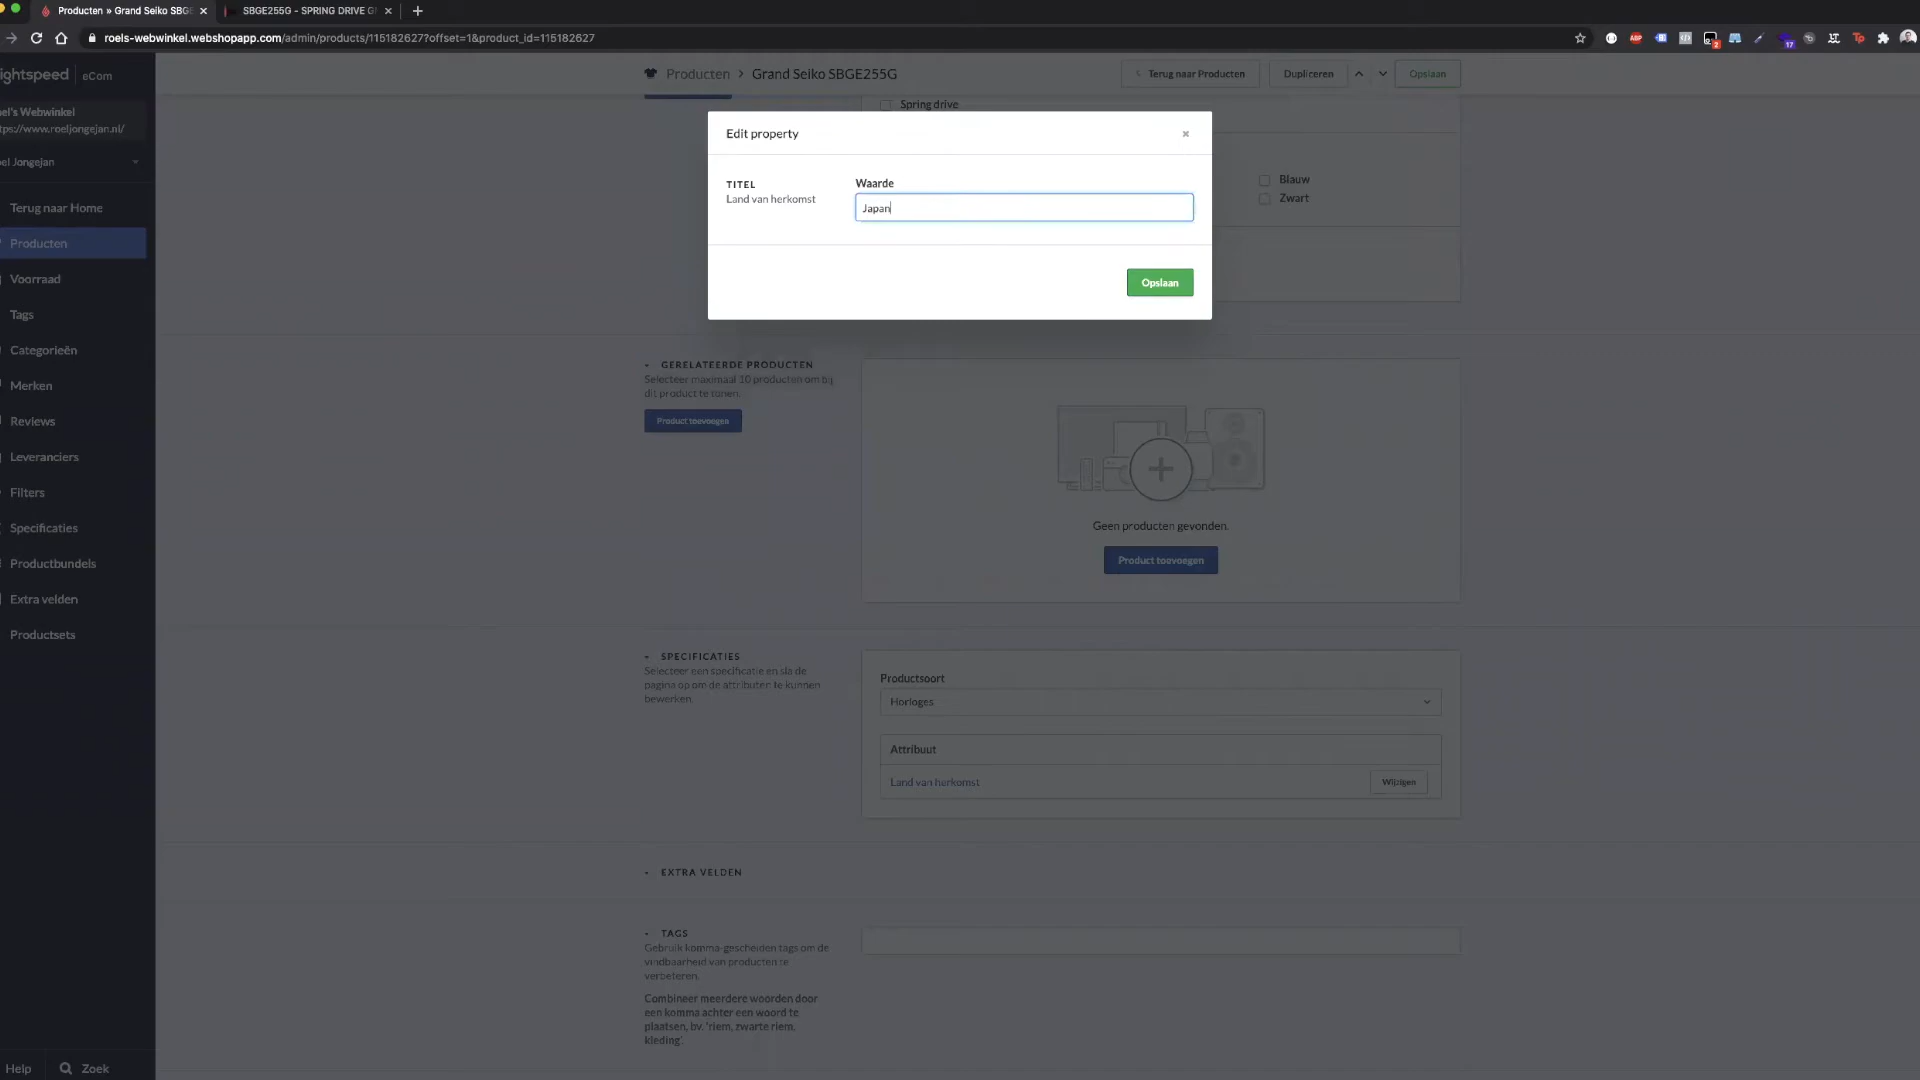 Producten » Grand Seiko SBGE
SBGE255G - SPRING DRIVE G
roels-webwinkel.webshopapp.com/admin/products/115182627?offset=1&product_id=115182627
ABP
2
17
Tp
ightspeed eCom
el's Webwinkel
tps://www.roeljongejan.nl/
el Jongejan
Terug naar Home
Producten
Voorraad
Tags
Categorieën
Merken
Reviews
Leveranciers
Filters
Specificaties
Productbundels
Extra velden
Productsets
Help
Zoek
Producten > Grand Seiko SBGE255G
Terug naar Producten
Dupliceren
Opslaan
Spring drive
Blauw
Zwart
Edit property
TITEL
Land van herkomst
Waarde
Japan
Opslaan
GERELATEERDE PRODUCTEN
Selecteer maximaal 10 producten om bij
dit product te tonen.
Product toevoegen
Geen producten gevonden.
Product toevoegen
SPECIFICATIES
Selecteer een specificatie en sla de
pagina op om de attributen te kunnen
bewerken.
Productsoort
Horloges
Attribuut
Land van herkomst
Wijzigen
EXTRA VELDEN
TAGS
Gebruik komma-gescheiden tags om de
vindbaarheid van producten te
verbeteren.
Combineer meerdere woorden door
een komma achter een woord te
plaatsen, bv. 'riem, zwarte riem,
kleding'.